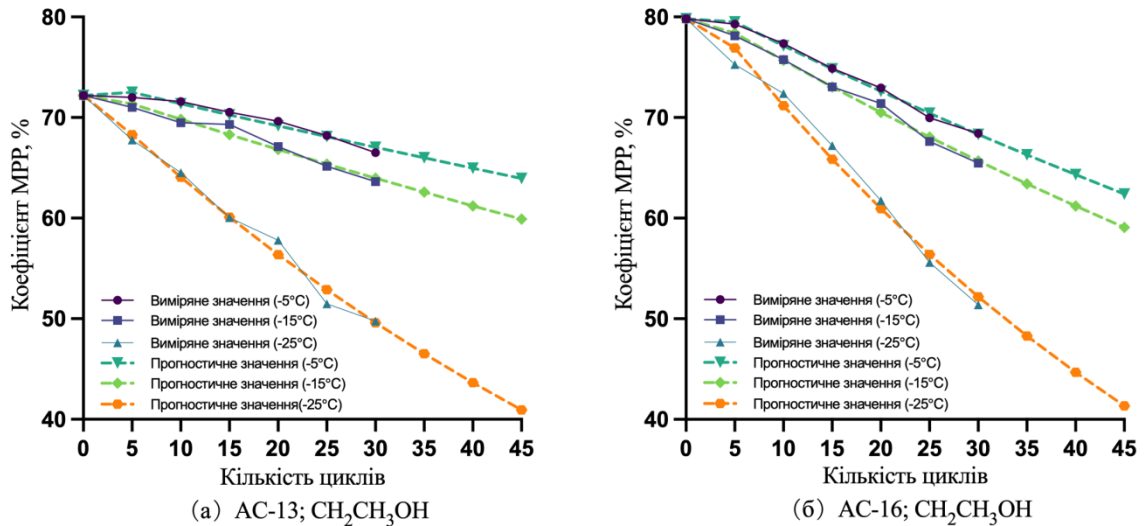 Коефіцієнт МРР, %
80
70
60
50
40
Виміряне значення (-5°C)
Виміряне значення (-15°C)
Виміряне значення (-25°C)
Прогностичне значення (-5°C)
Прогностичне значення (-15°C)
Прогностичне значення(-25°C)
0 5 10 15 20 25 30 35 40 45
Кількість циклів
(а) АС-13; CH₂CH₃OH
Коефіцієнт МРР, %
80
70
60
50
40
Виміряне значення (-5°C)
Виміряне значення (-15°C)
Виміряне значення (-25°C)
Прогностичне значення (-5°C)
Прогностичне значення (-15°C)
Прогностичне значення (-25°C)
0 5 10 15 20 25 30 35 40 45
Кількість циклів
(б) АС-16; CH₂CH₃OH